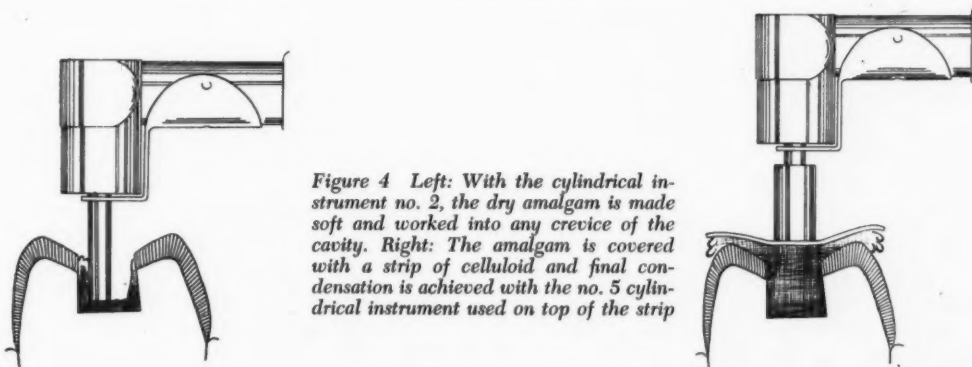 Figure 4 Left: With the cylindrical in-
strument no. 2, the dry amalgam is made
soft and worked into any crevice of the
cavity. Right: The amalgam is covered
with a strip of celluloid and final con-
densation is achieved with the no. 5 cylin-
drical instrument used on top of the strip